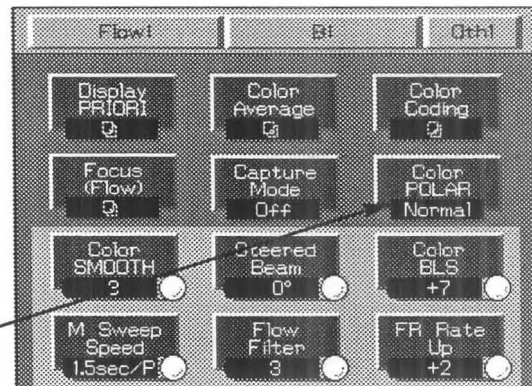 Flow1 B1 Oth1
Display Color Color
PRIORI Average Coding
Focus Capture Color
(Flow) Mode POLAR
Off Normal
Color Steered Color
SMOOTH Beam BLS
3 0° +7
M Sweep Flow FR Rate
Speed Filter Up
1.5sec/P 3 +2